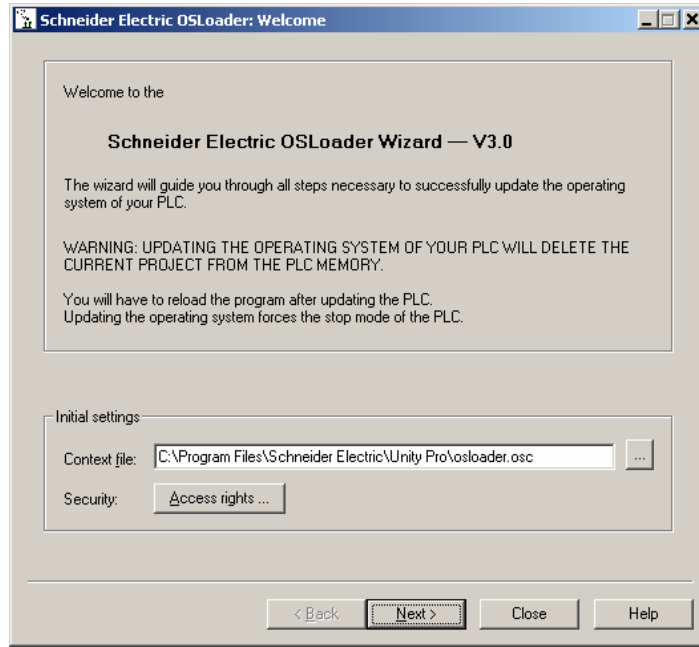 Schneider Electric OSLoader: Welcome
Welcome to the
Schneider Electric OSLoader Wizard — V3.0
The wizard will guide you through all steps necessary to successfully update the operating
system of your PLC.
WARNING: UPDATING THE OPERATING SYSTEM OF YOUR PLC WILL DELETE THE
CURRENT PROJECT FROM THE PLC MEMORY.
You will have to reload the program after updating the PLC.
Updating the operating system forces the stop mode of the PLC.
Initial settings
Context file: C:\Program Files\Schneider Electric\Unity Pro\osloader.osc ...
Security: Access rights ...
< Back Next > Close Help